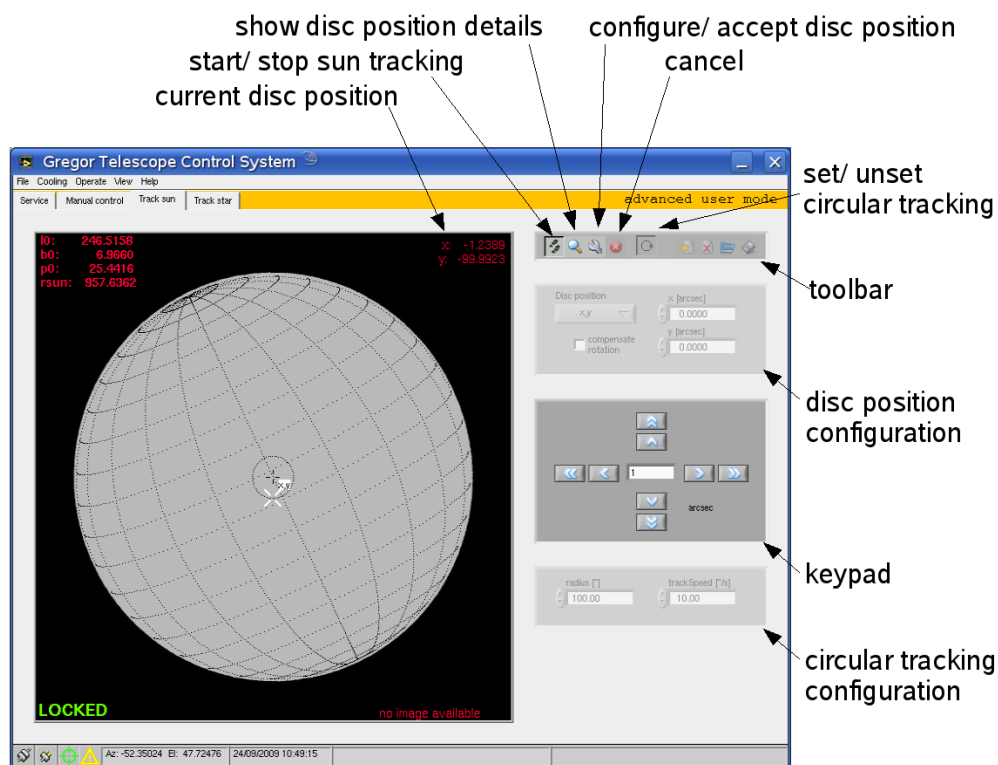 show disc position details
configure/ accept disc position
start/ stop sun tracking
cancel
current disc position
Gregor Telescope Control System
File Cooling Operate View Help
Service Manual control Track sun Track star
advanced user mode
set/ unset
circular tracking
l0: 246.5158
b0: 6.9660
p0: 25.4416
rsun: 957.6362
x: -1.2389
y: -99.9923
toolbar
Disc position
x,y
x [arcsec]
0.0000
compensate
rotation
y [arcsec]
0.0000
disc position
configuration
x,y
1
arcsec
keypad
radius ["]
100.00
trackSpeed ["/s]
10.00
circular tracking
configuration
LOCKED
no image available
Az: -52.35024 El: 47.72476 24/09/2009 10:49:15